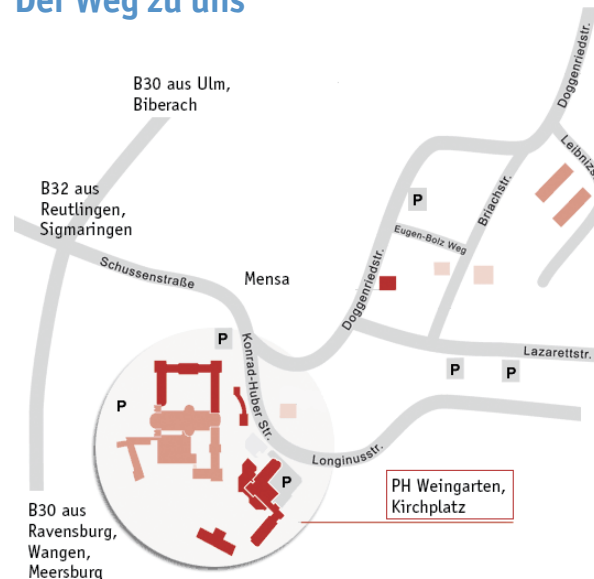 Der Weg zu uns
B30 aus Ulm,
Biberach
B32 aus
Reutlingen,
Sigmaringen
Schussenstraße
Mensa
Doggenriedstr.
Leibnizs
Briachstr.
P
Eugen-Bolz Weg
Doggenriedstr.
Lazarettstr.
P
P
P
Konrad-Huber Str.
P
Longinusstr.
P
PH Weingarten,
Kirchplatz
B30 aus
Ravensburg,
Wangen,
Meersburg